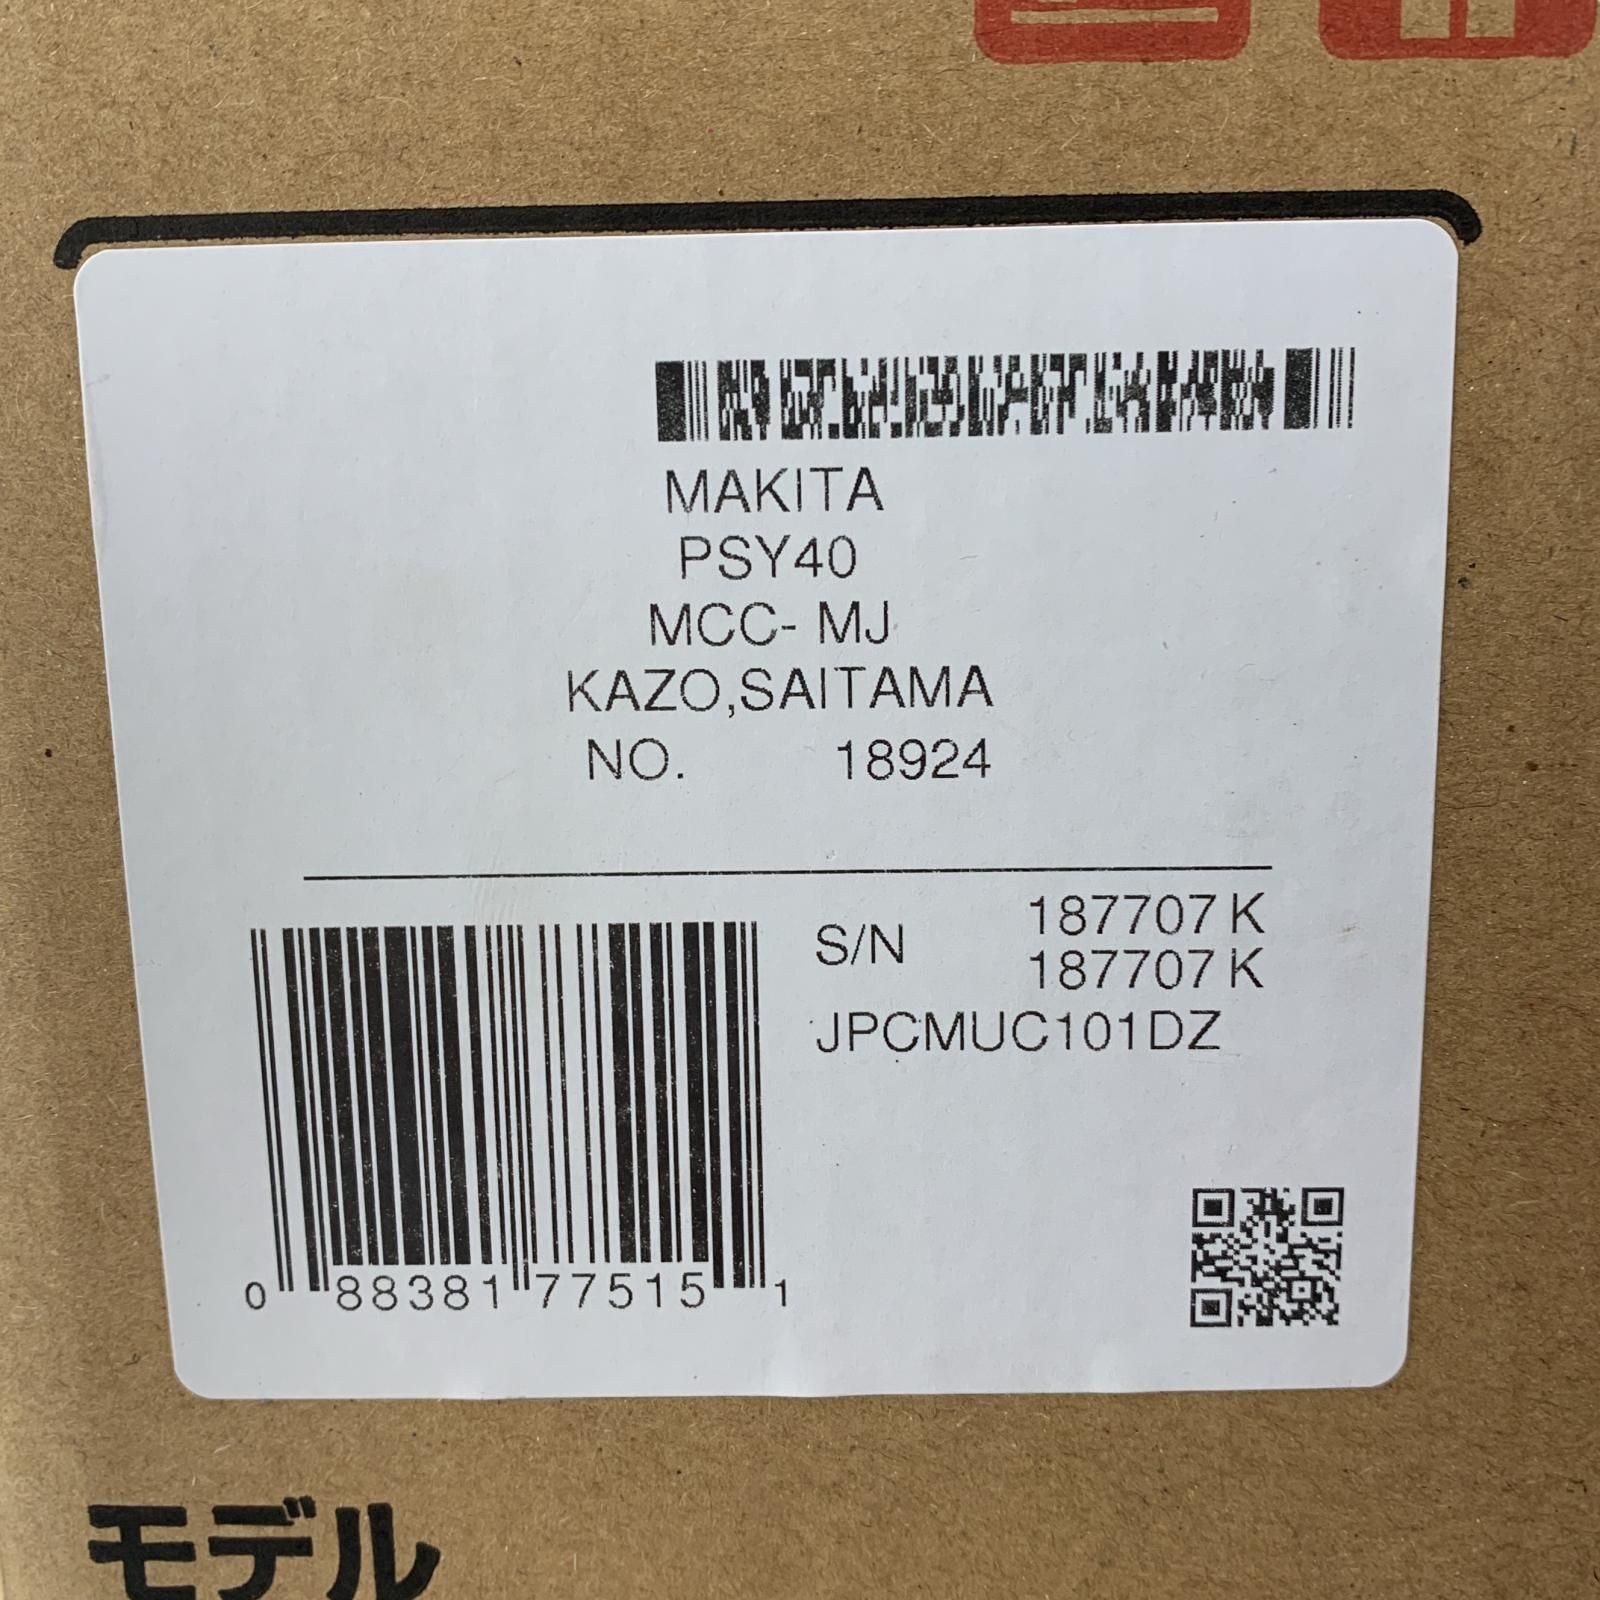 MAKITA
PSY40
MCC- MJ
KAZO,SAITAMA
NO. 18924
S/N 187707 K
187707 K
JPCMUC101DZ
0 88381 77515 1
モデル